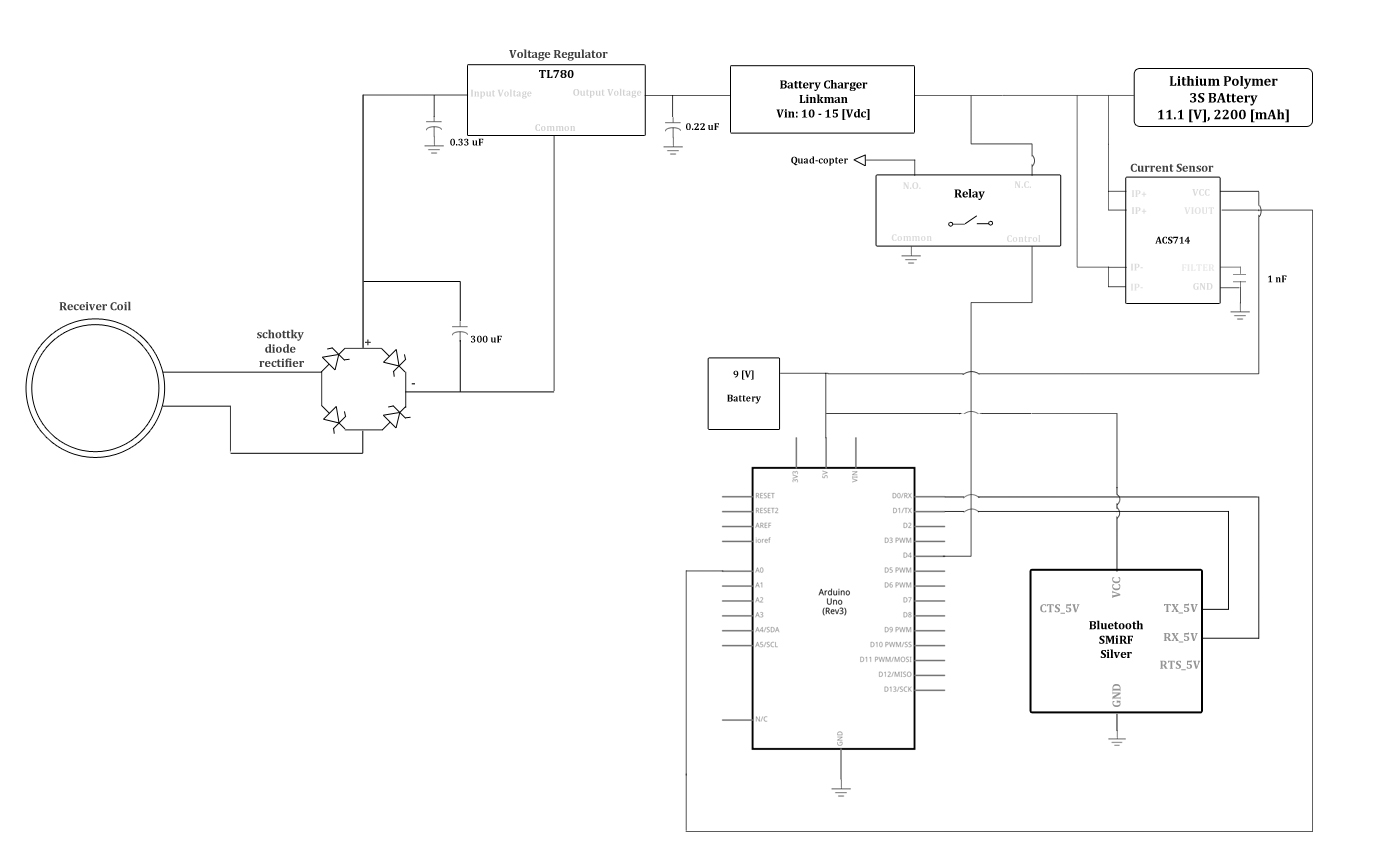 Voltage Regulator
TL780
Input Voltage
Output Voltage
Common
0.33 uF
0.22 uF
Battery Charger
Linkman
Vin: 10 - 15 [Vdc]
Lithium Polymer
3S BAttery
11.1 [V], 2200 [mAh]
Quad-copter
N.O.
N.C.
Relay
Common
Control
Current Sensor
IP+
VCC
IP+
VIOUT
ACS714
IP-
FILTER
IP-
GND
1 nF
Receiver Coil
schottky
diode
rectifier
+
-
300 uF
9 [V]
Battery
3V3
5V
VIN
RESET
RESET2
AREF
ioref
A0
A1
A2
A3
A4/SDA
A5/SCL
N/C
Arduino
Uno
(Rev3)
D0/RX
D1/TX
D2
D3 PWM
D4
D5 PWM
D6 PWM
D7
D8
D9 PWM
D10 PWM/SS
D11 PWM/MOSI
D12/MISO
D13/SCK
GND
VCC
CTS_5V
TX_5V
Bluetooth
SMiRF
Silver
RX_5V
RTS_5V
GND